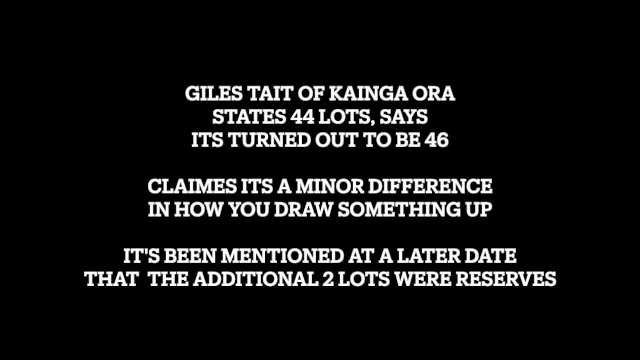 GILES TAIT OF KAINGA ORA
STATES 44 LOTS, SAYS
ITS TURNED OUT TO BE 46
CLAIMES ITS A MINOR DIFFERENCE
IN HOW YOU DRAW SOMETHING UP
IT'S BEEN MENTIONED AT A LATER DATE
THAT THE ADDITIONAL 2 LOTS WERE RESERVES